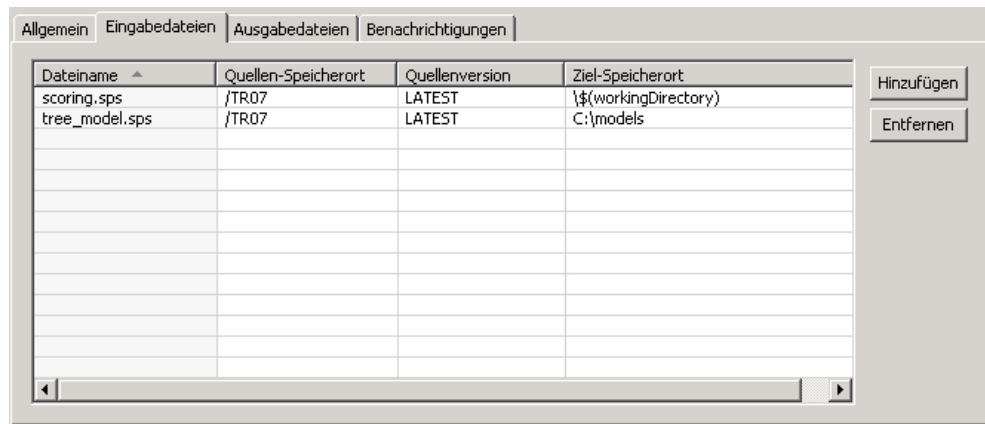 Allgemein Eingabedateien Ausgabedateien Benachrichtigungen
Dateiname Quellen-Speicherort Quellenversion Ziel-Speicherort
scoring.sps /TR07 LATEST \$(workingDirectory)
tree_model.sps /TR07 LATEST C:\models
Hinzufügen
Entfernen